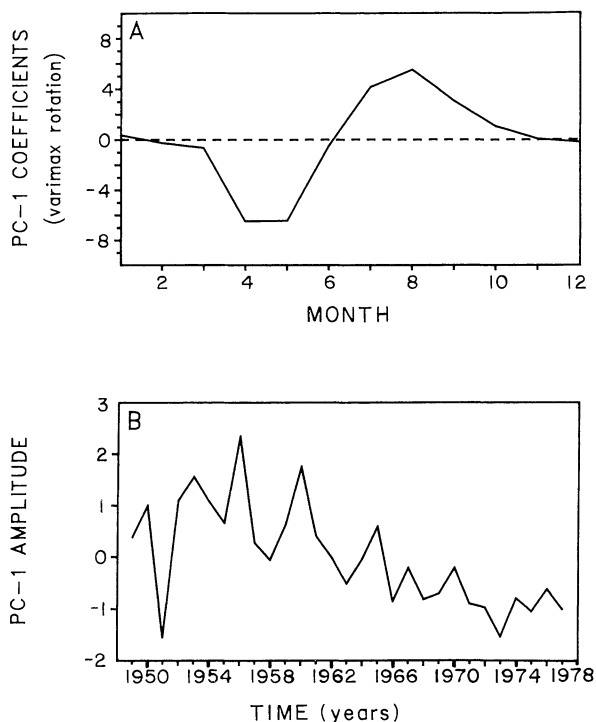 A
PC-1 COEFFICIENTS
(varimax rotation)
8
4
0
-4
-8
2 4 6 8 10 12
MONTH
B
PC-1 AMPLITUDE
3
2
1
0
-1
-2
1950 1954 1958 1962 1966 1970 1974 1978
TIME (years)